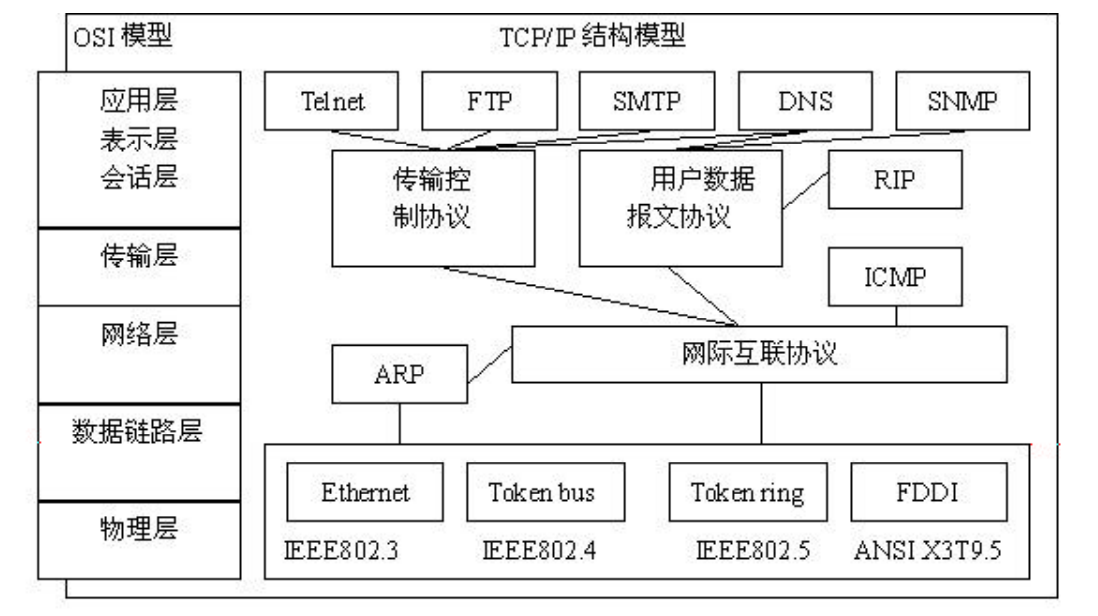 OSI 模型
TCP/IP 结构模型
应用层
表示层
会话层
传输层
网络层
数据链路层
物理层
Telnet
FTP
SMTP
DNS
SNMP
传输控
制协议
用户数据
报文协议
RIP
ICMP
网际互联协议
ARP
Ethernet
Token bus
Token ring
FDDI
IEEE802.3
IEEE802.4
IEEE802.5
ANSI X3T9.5